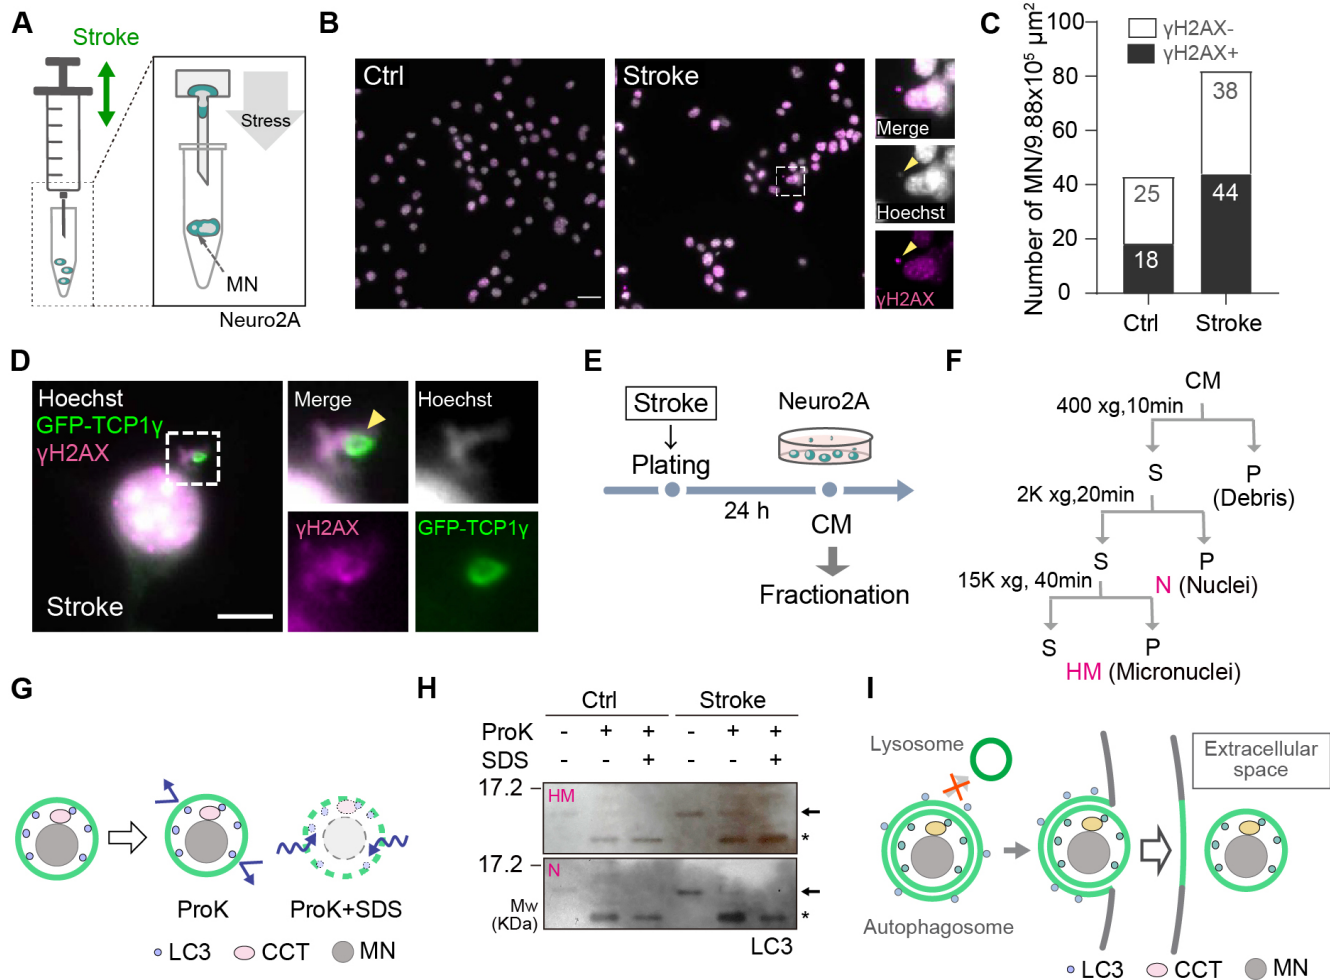 A
Stroke
Stress
MN
Neuro2A
B
Ctrl
Stroke
Merge
Hoechst
γH2AX
C
Number of MN/9.88x10⁵ μm²
100
80
60
40
20
0
γH2AX-
γH2AX+
25
18
38
44
Ctrl
Stroke
D
Hoechst
GFP-TCP1γ
γH2AX
Stroke
Merge
Hoechst
γH2AX
GFP-TCP1γ
E
Stroke
Plating
24 h
Neuro2A
CM
Fractionation
F
CM
400 xg,10min
S
P
(Debris)
2K xg,20min
S
P
N (Nuclei)
15K xg, 40min
S
P
HM (Micronuclei)
G
ProK
ProK+SDS
LC3
CCT
MN
H
Ctrl
Stroke
ProK - + + - + +
SDS - - + - - +
17.2
HM
*
17.2
N
*
Mw
(KDa)
LC3
I
Lysosome
Autophagosome
Extracellular
space
LC3
CCT
MN